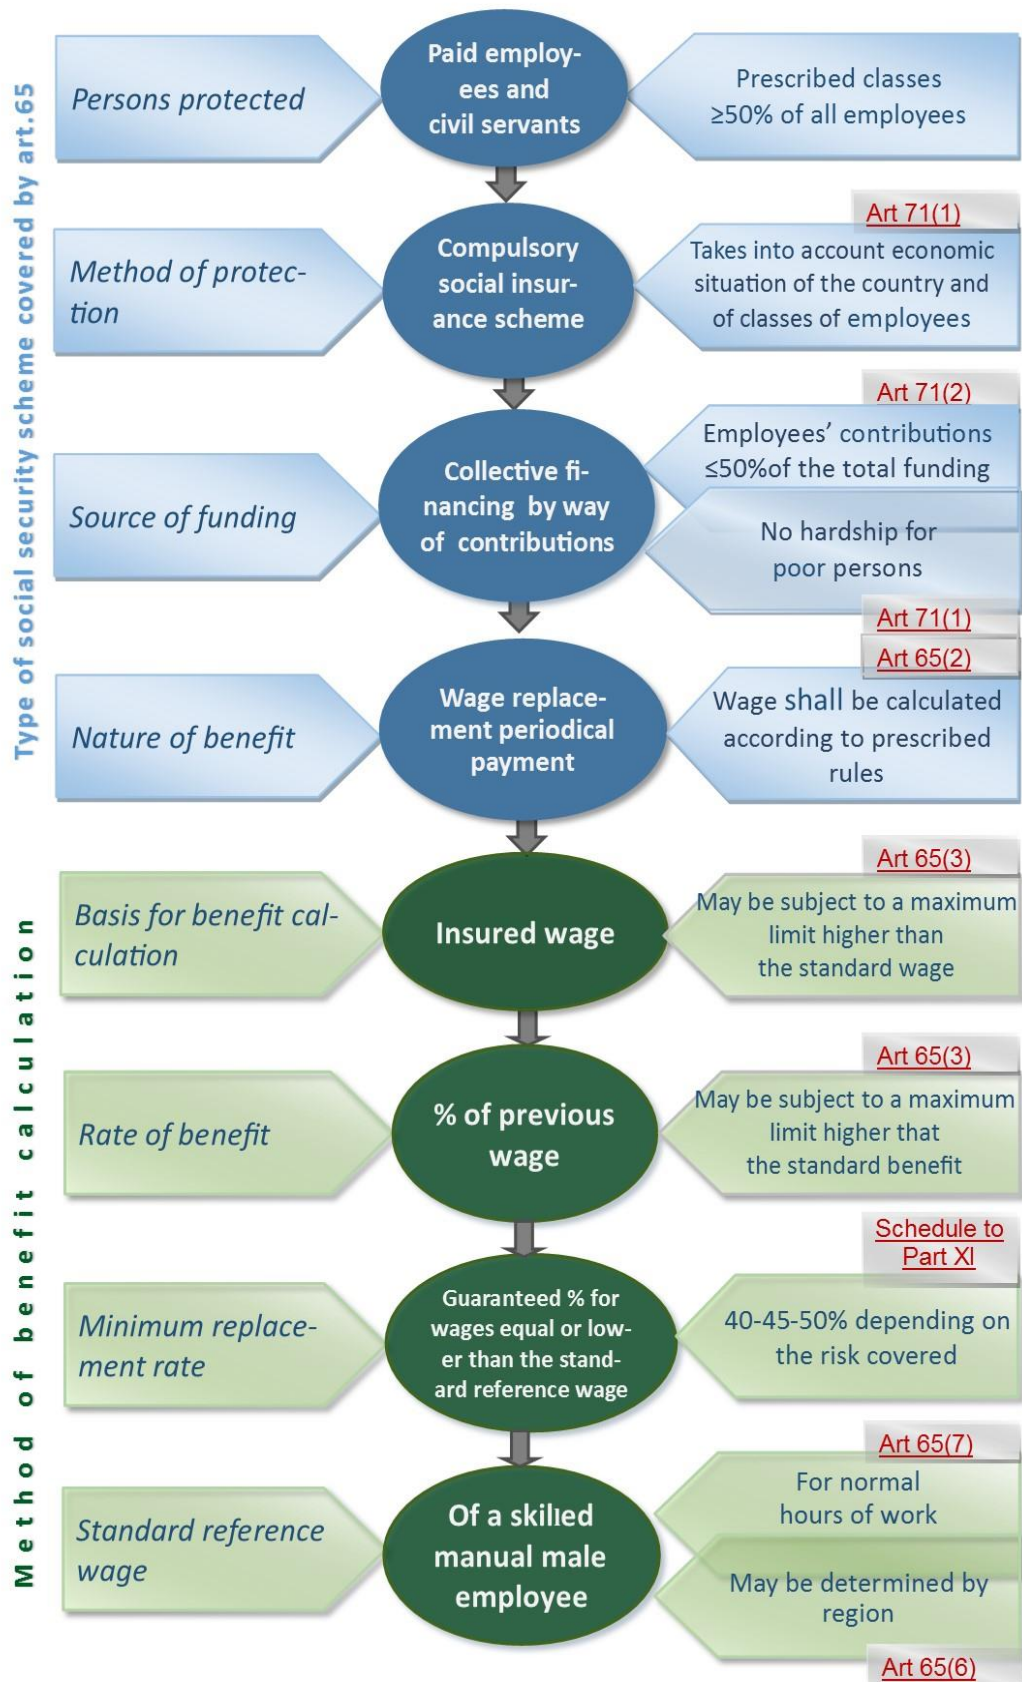 Type of social security scheme covered by art.65
Persons protected
Paid employ-
ees and
civil servants
Prescribed classes
≥50% of all employees
Method of protec-
tion
Compulsory
social insur-
ance scheme
Art 71(1)
Takes into account economic
situation of the country and
of classes of employees
Source of funding
Collective fi-
nancing by way
of contributions
Art 71(2)
Employees' contributions
≤50%of the total funding
No hardship for
poor persons
Art 71(1)
Nature of benefit
Wage replace-
ment periodical
payment
Art 65(2)
Wage shall be calculated
according to prescribed
rules
Method of benefit calculation
Basis for benefit cal-
culation
Insured wage
Art 65(3)
May be subject to a maximum
limit higher than
the standard wage
Rate of benefit
% of previous
wage
Art 65(3)
May be subject to a maximum
limit higher that
the standard benefit
Minimum replace-
ment rate
Guaranteed % for
wages equal or low-
er than the stand-
ard reference wage
Schedule to
Part XI
40-45-50% depending on
the risk covered
Standard reference
wage
Of a skilled
manual male
employee
Art 65(7)
For normal
hours of work
May be determined by
region
Art 65(6)